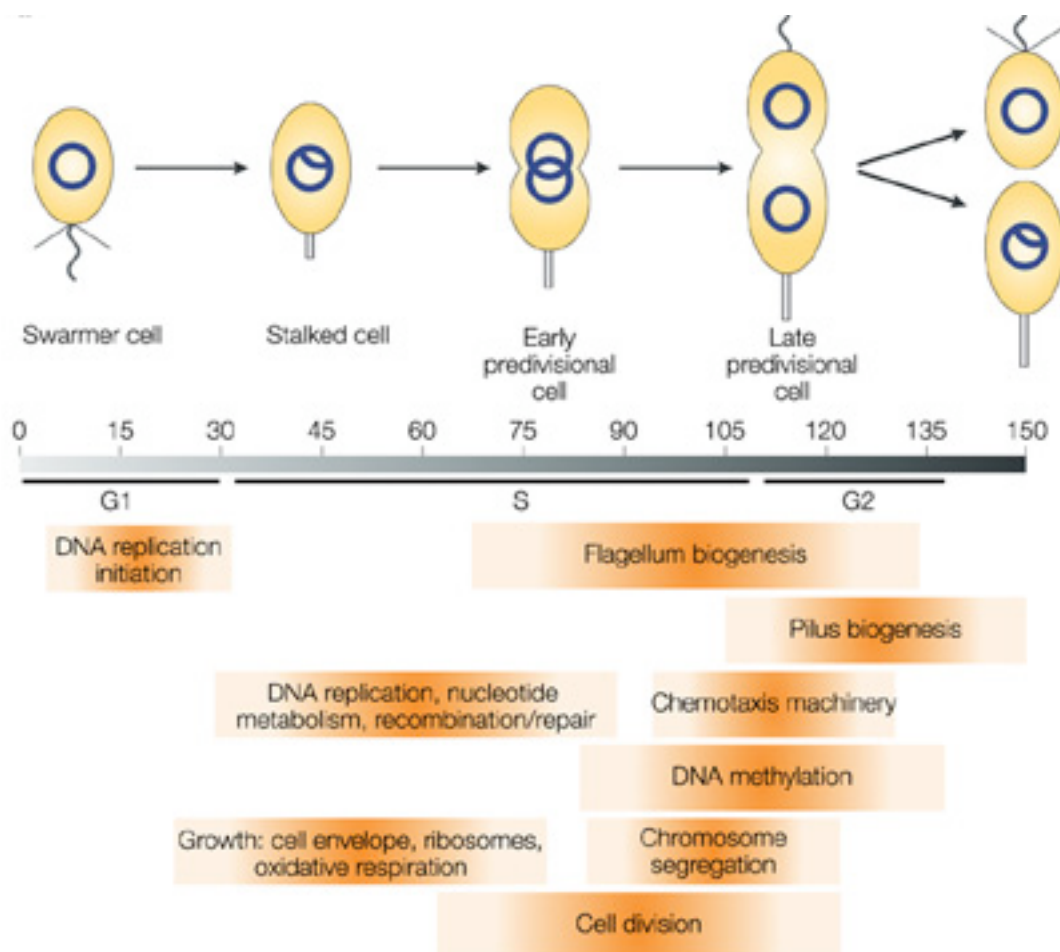 Swarmer cell
Stalked cell
Early
predivisional
cell
Late
predivisional
cell
0 15 30 45 60 75 90 105 120 135 150
G1 S G2
DNA replication
initiation
Flagellum biogenesis
Pilus biogenesis
DNA replication, nucleotide
metabolism, recombination/repair
Chemotaxis machinery
DNA methylation
Growth: cell envelope, ribosomes,
oxidative respiration
Chromosome
segregation
Cell division